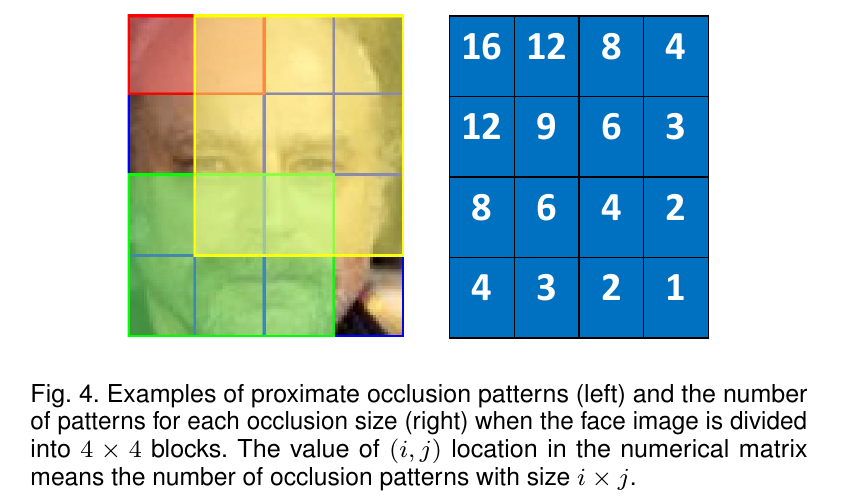 16 12 8 4
12 9 6 3
8 6 4 2
4 3 2 1
Fig. 4. Examples of proximate occlusion patterns (left) and the number
of patterns for each occlusion size (right) when the face image is divided
into 4 × 4 blocks. The value of (i, j) location in the numerical matrix
means the number of occlusion patterns with size i × j.